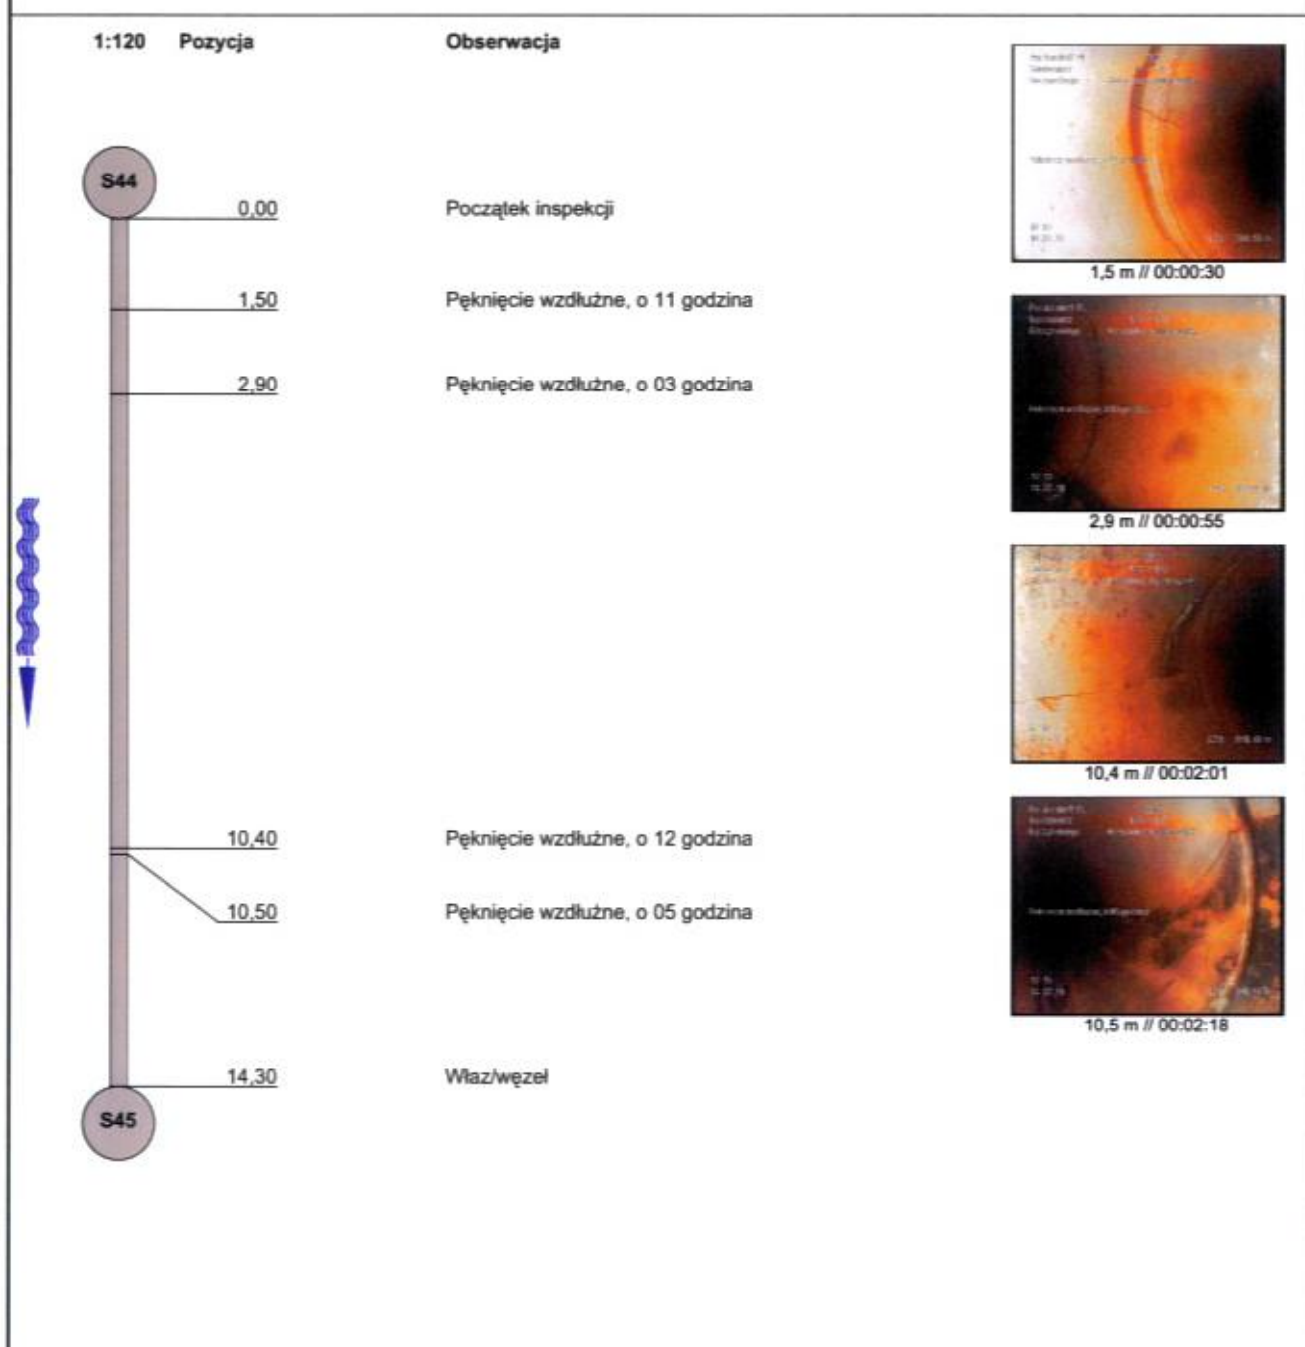 1:120 Pozycja Obserwacja
S44
0,00 Początek inspekcji
1,50 Pęknięcie wzdłużne, o 11 godzina
2,90 Pęknięcie wzdłużne, o 03 godzina
10,40 Pęknięcie wzdłużne, o 12 godzina
10,50 Pęknięcie wzdłużne, o 05 godzina
14,30 Właz/węzeł
S45
1,5 m // 00:00:30
2,9 m // 00:00:55
10,4 m // 00:02:01
10,5 m // 00:02:18